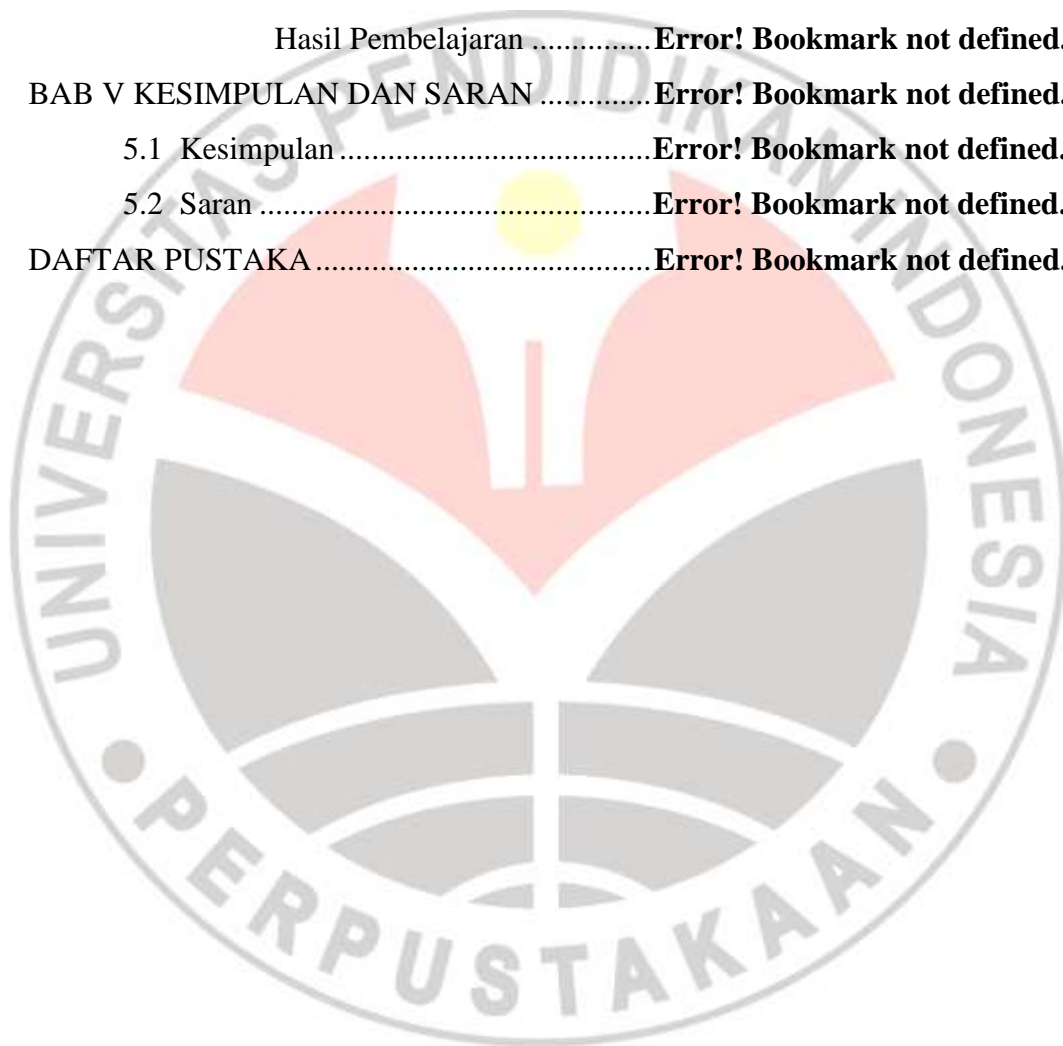 Hasil Pembelajaran ............... Error! Bookmark not defined.
BAB V KESIMPULAN DAN SARAN .............. Error! Bookmark not defined.
5.1 Kesimpulan ....................................... Error! Bookmark not defined.
5.2 Saran ................................................. Error! Bookmark not defined.
DAFTAR PUSTAKA .......................................... Error! Bookmark not defined.
UNIVERSITAS PENDIDIKAN INDONESIA
PERPUSTAKAAN